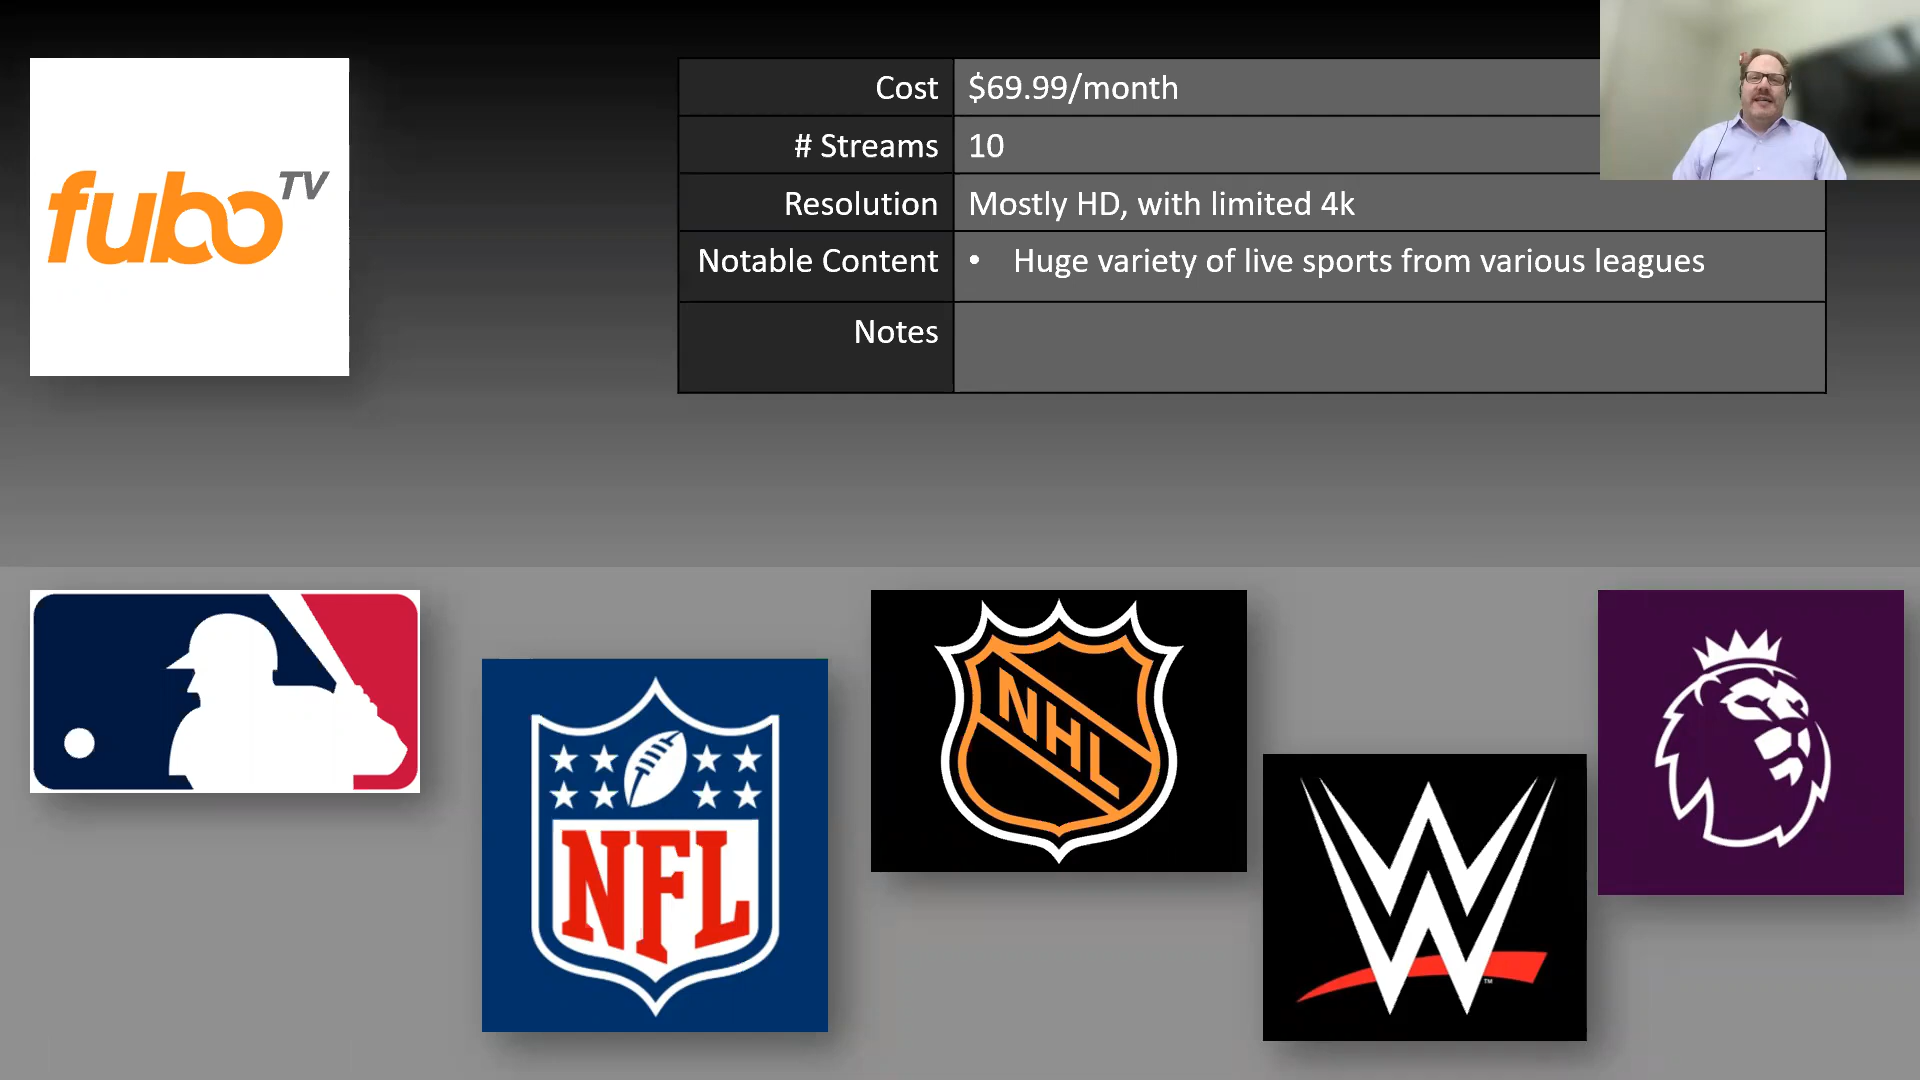 fubo TV
Cost $69.99/month
# Streams 10
Resolution Mostly HD, with limited 4k
Notable Content • Huge variety of live sports from various leagues
Notes
NHL
NFL
W
TM